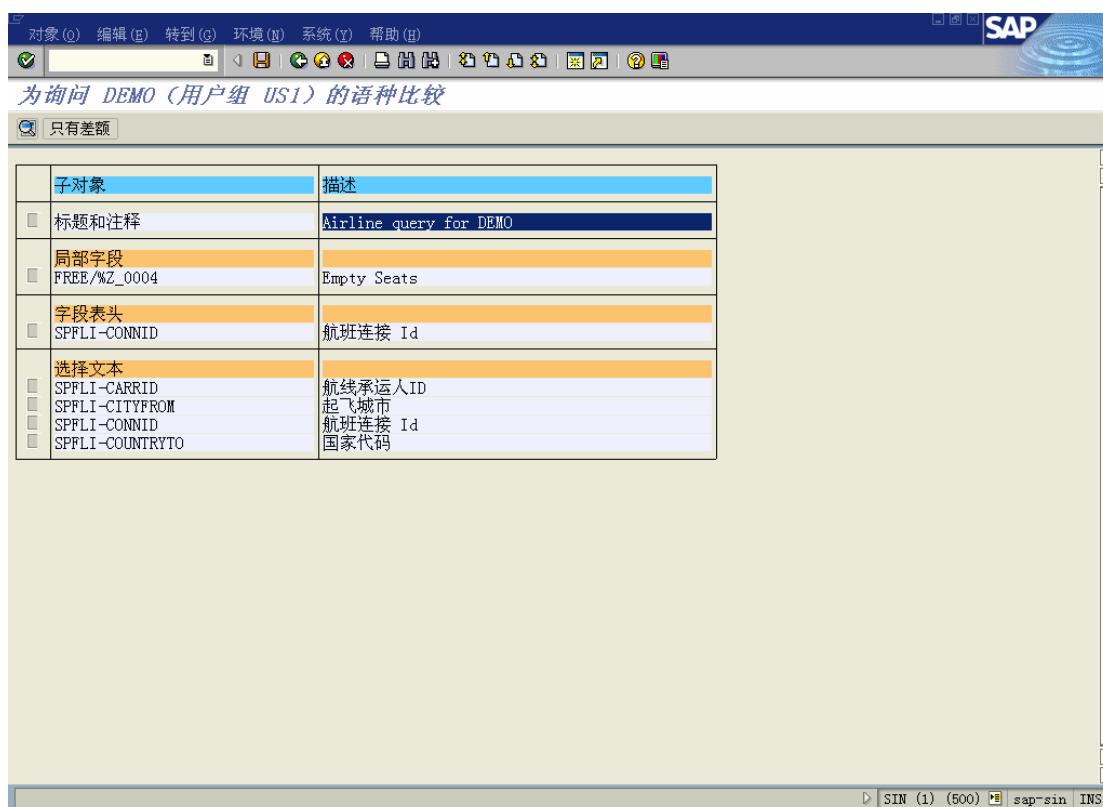 对象(O) 编辑(E) 转到(G) 环境(N) 系统(Y) 帮助(H)
SAP
为询问 DEMO (用户组 US1) 的语种比较
只有差额
子对象 描述
标题和注释 Airline query for DEMO
局部字段
FREE/%Z_0004 Empty Seats
字段表头
SPFLI-CONNID 航班连接 Id
选择文本
SPFLI-CARRID 航线承运人ID
SPFLI-CITYFROM 起飞城市
SPFLI-CONNID 航班连接 Id
SPFLI-COUNTRYTO 国家代码
SIN (1) (500) sap-sin INS